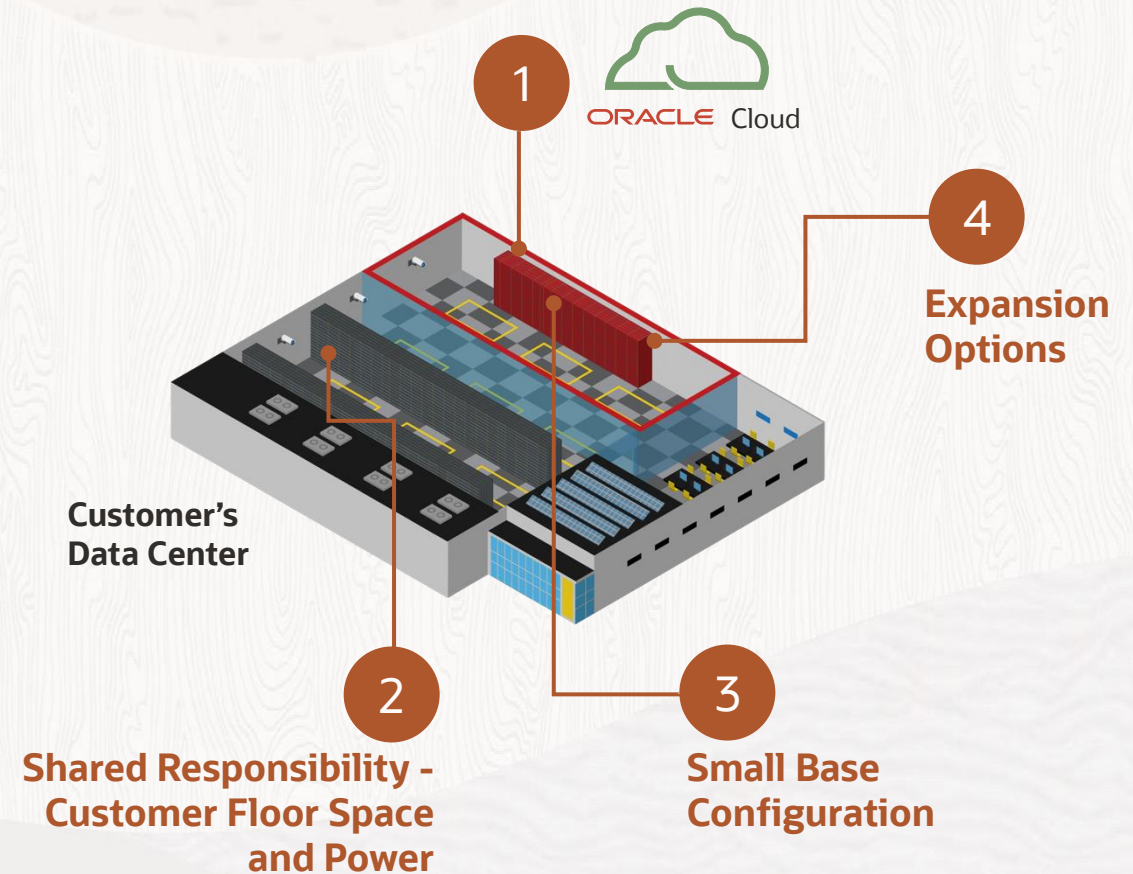 1
ORACLE Cloud
4
Expansion
Options
Customer's
Data Center
2
Shared Responsibility -
Customer Floor Space
and Power
3
Small Base
Configuration